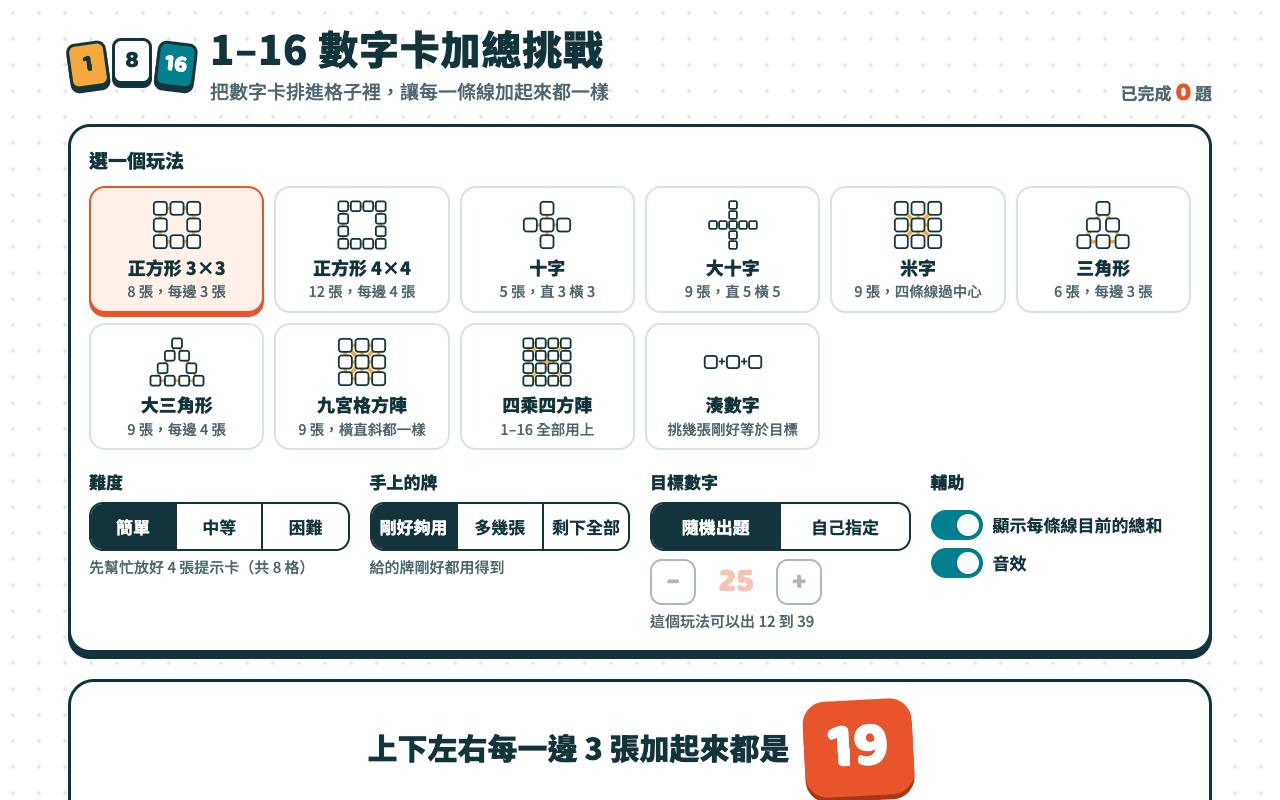 1 8 16
1–16 數字卡加總挑戰
把數字卡排進格子裡，讓每一條線加起來都一樣
已完成 0 題
選一個玩法
正方形 3×3
8 張，每邊 3 張
正方形 4×4
12 張，每邊 4 張
十字
5 張，直 3 橫 3
大十字
9 張，直 5 橫 5
米字
9 張，四條線過中心
三角形
6 張，每邊 3 張
大三角形
9 張，每邊 4 張
九宮格方陣
9 張，橫直斜都一樣
四乘四方陣
1–16 全部用上
湊數字
挑幾張剛好等於目標
難度
簡單 中等 困難
先幫忙放好 4 張提示卡（共 8 格）
手上的牌
剛好夠用 多幾張 剩下全部
給的牌剛好都用得到
目標數字
隨機出題 自己指定
− 25 +
這個玩法可以出 12 到 39
輔助
顯示每條線目前的總和
音效
上下左右每一邊 3 張加起來都是 19